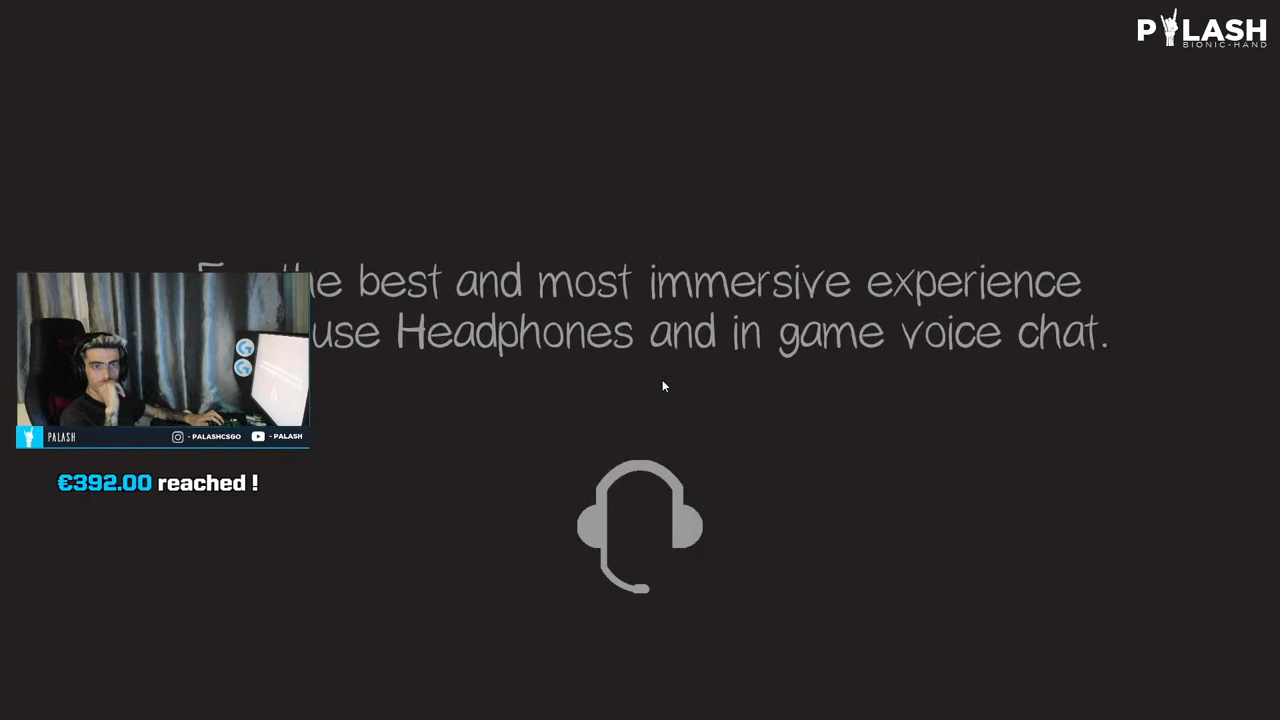 P LASH
BIONIC-HAND
the best and most immersive experience
use Headphones and in game voice chat.
PALASH
- PALASHCSGO
- PALASH
€392.00 reached !